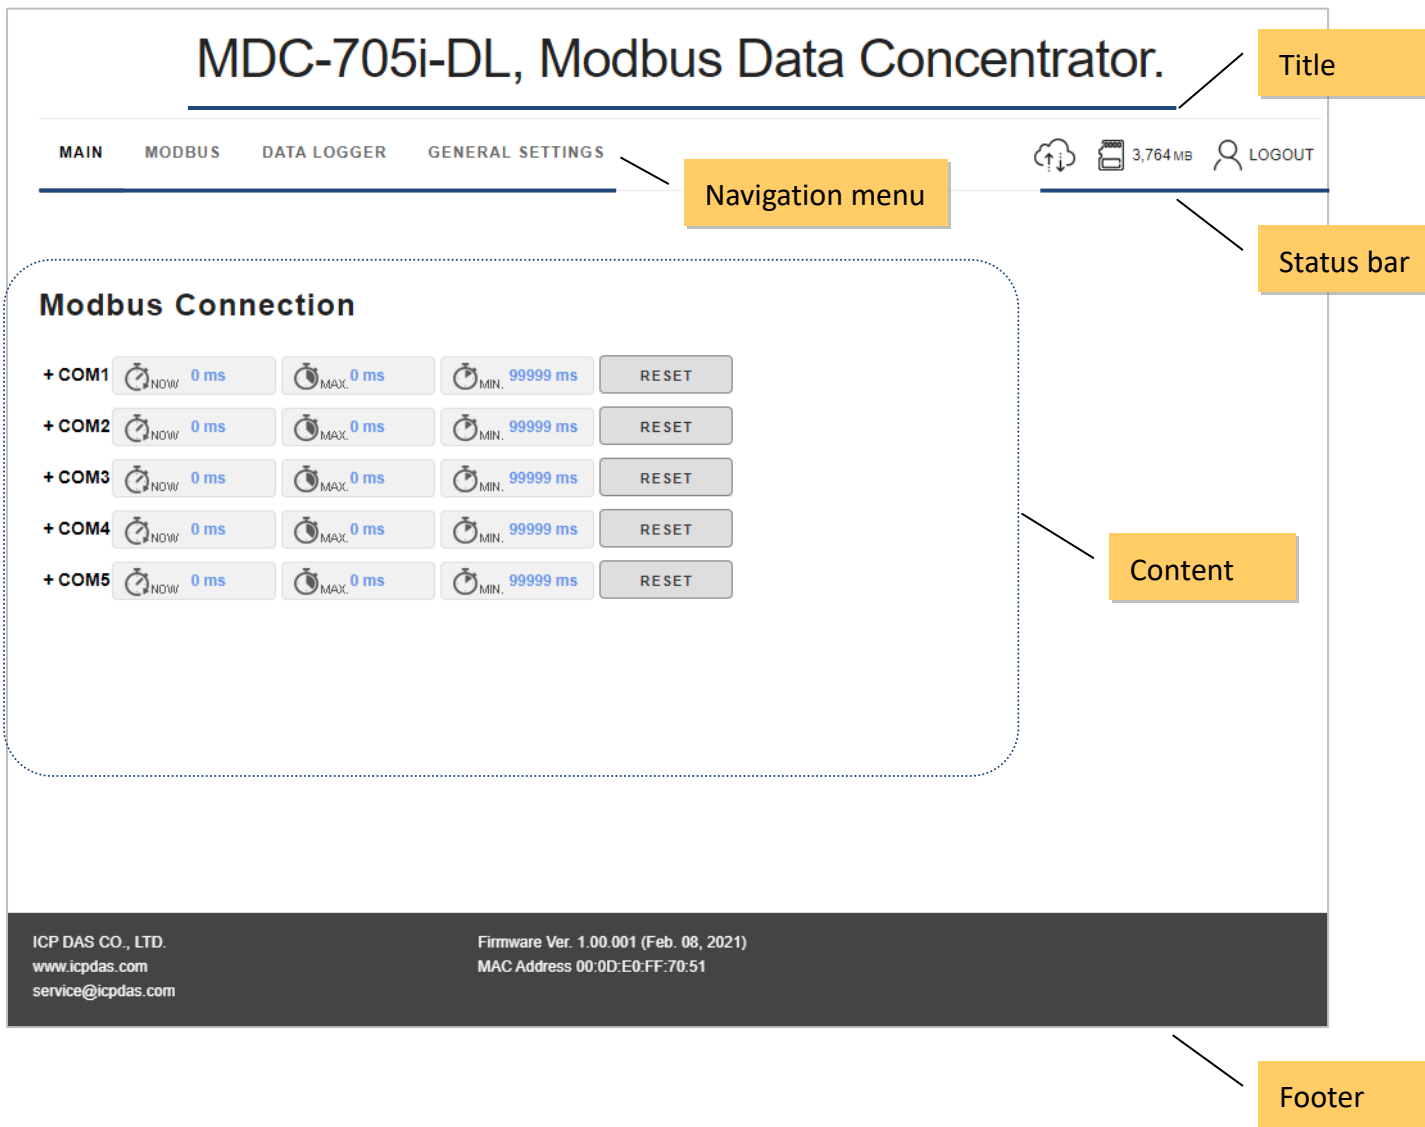 MDC-705i-DL, Modbus Data Concentrator.
Title
MAIN MODBUS DATA LOGGER GENERAL SETTINGS
3,764 MB LOGOUT
Navigation menu
Status bar
Modbus Connection
+ COM1 NOW 0 ms MAX. 0 ms MIN. 99999 ms RESET
+ COM2 NOW 0 ms MAX. 0 ms MIN. 99999 ms RESET
+ COM3 NOW 0 ms MAX. 0 ms MIN. 99999 ms RESET
+ COM4 NOW 0 ms MAX. 0 ms MIN. 99999 ms RESET
+ COM5 NOW 0 ms MAX. 0 ms MIN. 99999 ms RESET
Content
ICP DAS CO., LTD.
www.icpdas.com
service@icpdas.com
Firmware Ver. 1.00.001 (Feb. 08, 2021)
MAC Address 00:0D:E0:FF:70:51
Footer